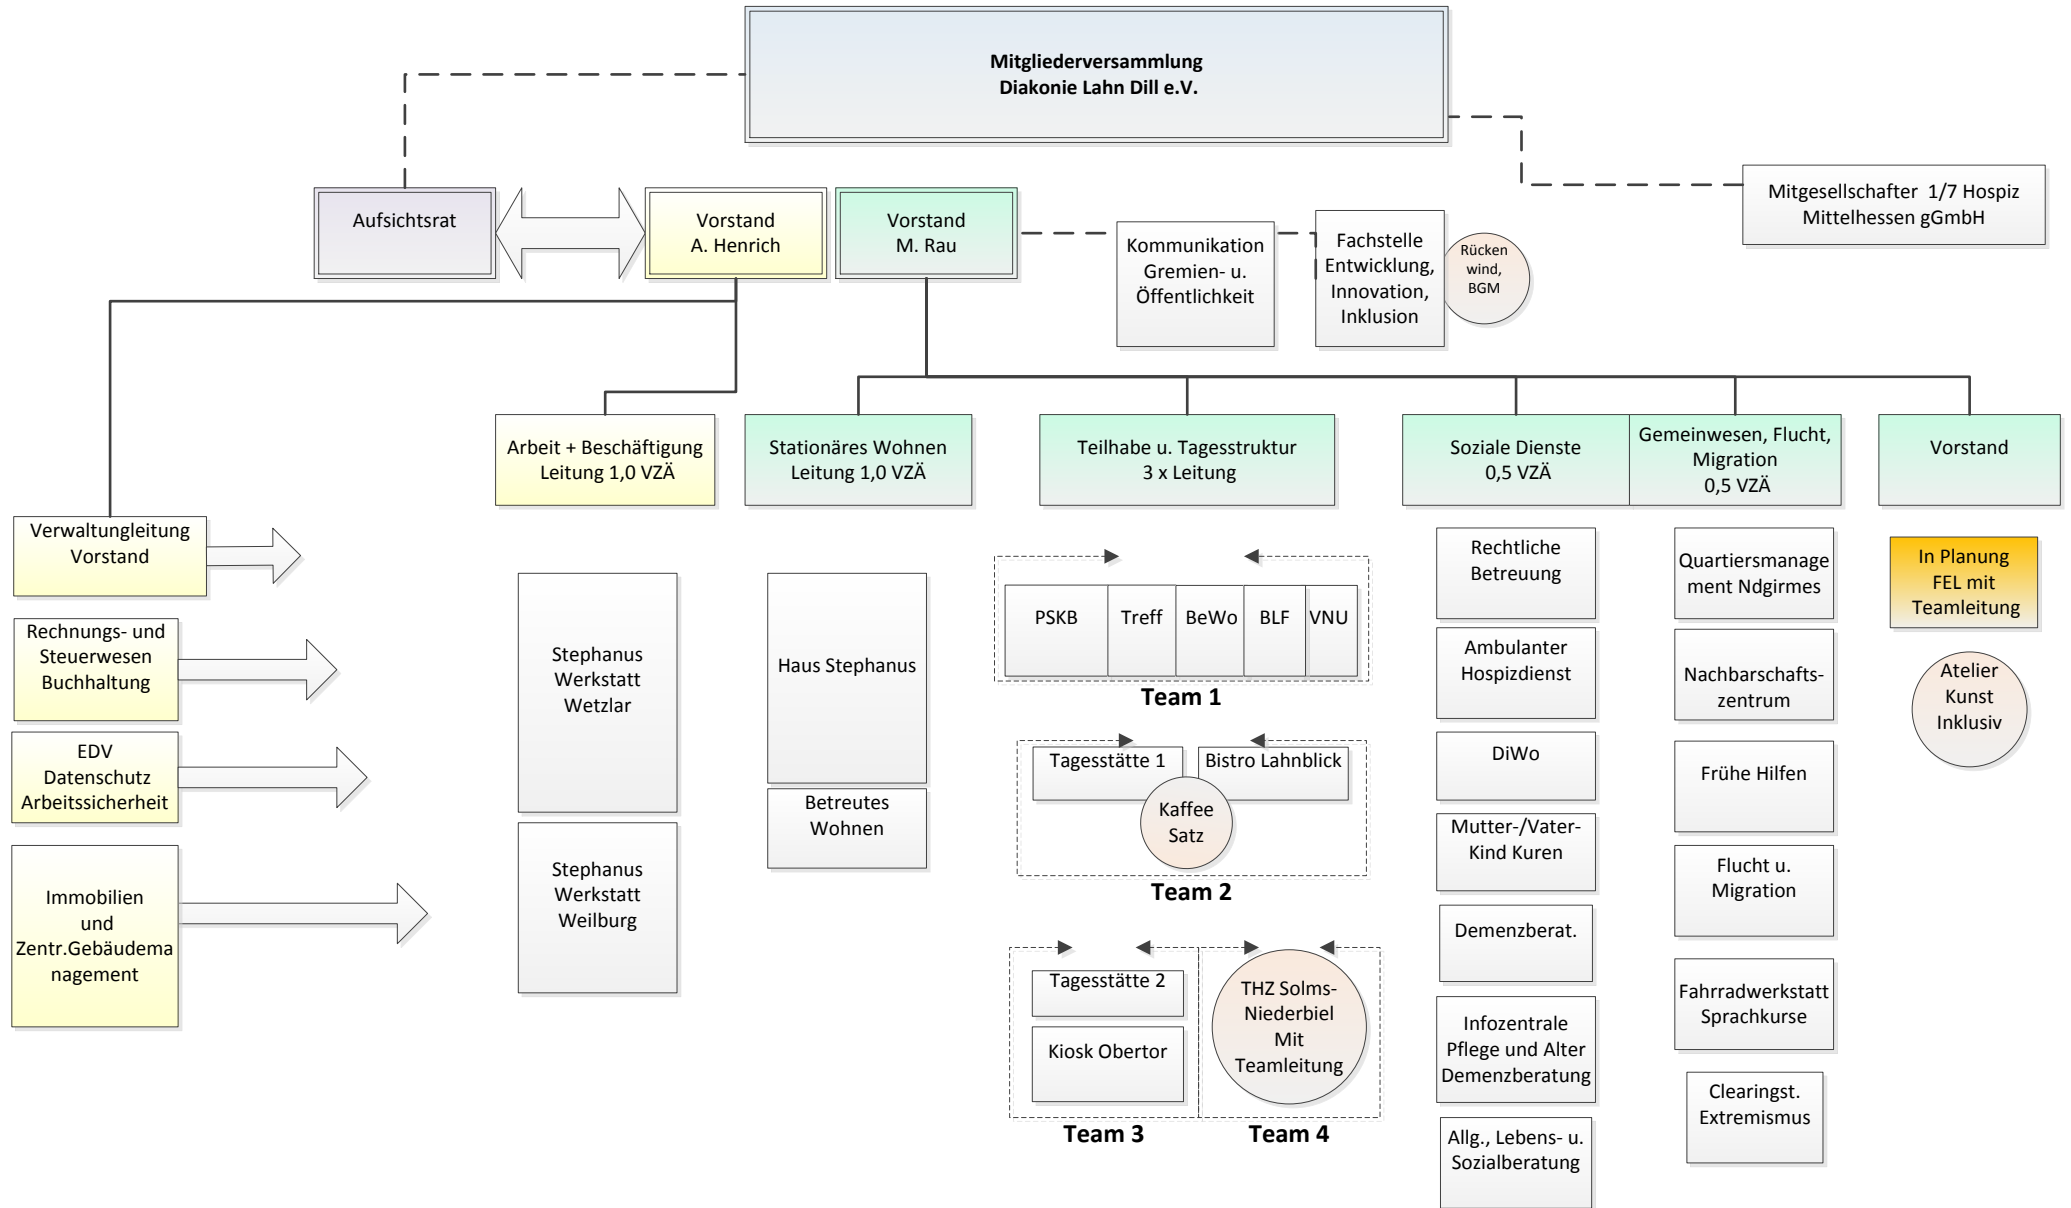 Mitgliederversammlung
Diakonie Lahn Dill e.V.
Aufsichtsrat
Vorstand
A. Henrich
Vorstand
M. Rau
Kommunikation
Gremien- u.
Öffentlichkeit
Fachstelle
Entwicklung,
Innovation,
Inklusion
Rücken
wind,
BGM
Mitgesellschafter 1/7 Hospiz
Mittelhessen gGmbH
Arbeit + Beschäftigung
Leitung 1,0 VZÄ
Stationäres Wohnen
Leitung 1,0 VZÄ
Teilhabe u. Tagesstruktur
3 x Leitung
Soziale Dienste
0,5 VZÄ
Gemeinwesen, Flucht,
Migration
0,5 VZÄ
Vorstand
Verwaltungleitung
Vorstand
Rechnungs- und
Steuerwesen
Buchhaltung
EDV
Datenschutz
Arbeitssicherheit
Immobilien
und
Zentr.Gebäudema
nagement
Stephanus
Werkstatt
Wetzlar
Stephanus
Werkstatt
Weilburg
Haus Stephanus
Betreutes
Wohnen
PSKB
Treff
BeWo
BLF
VNU
Team 1
Tagesstätte 1
Bistro Lahnblick
Kaffee
Satz
Team 2
Tagesstätte 2
Kiosk Obertor
Team 3
THZ Solms-
Niederbiel
Mit
Teamleitung
Team 4
Rechtliche
Betreuung
Ambulanter
Hospizdienst
DiWo
Mutter-/Vater-
Kind Kuren
Demenzberat.
Infozentrale
Pflege und Alter
Demenzberatung
Allg., Lebens- u.
Sozialberatung
Quartiersmanage
ment Ndgirmes
Nachbarschafts-
zentrum
Frühe Hilfen
Flucht u.
Migration
Fahrradwerkstatt
Sprachkurse
Clearingst.
Extremismus
In Planung
FEL mit
Teamleitung
Atelier
Kunst
Inklusiv